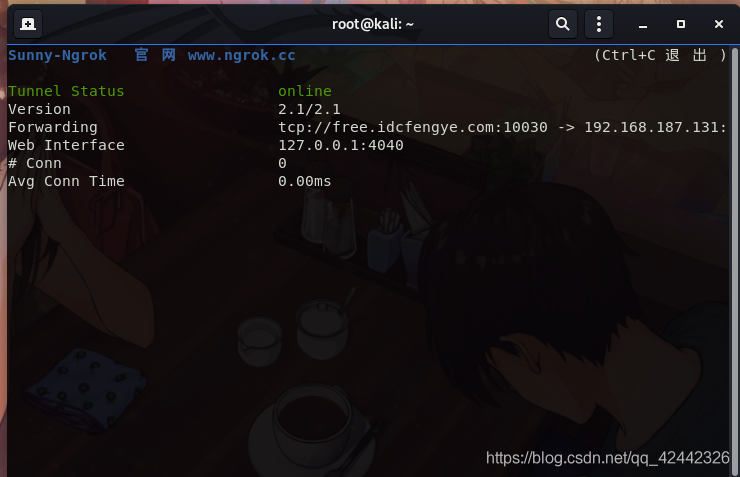 root@kali: ~
Sunny-Ngrok 官 网 www.ngrok.cc (Ctrl+C 退 出 )
Tunnel Status online
Version 2.1/2.1
Forwarding tcp://free.idcfengye.com:10030 -> 192.168.187.131:
Web Interface 127.0.0.1:4040
# Conn 0
Avg Conn Time 0.00ms
https://blog.csdn.net/qq_42442326